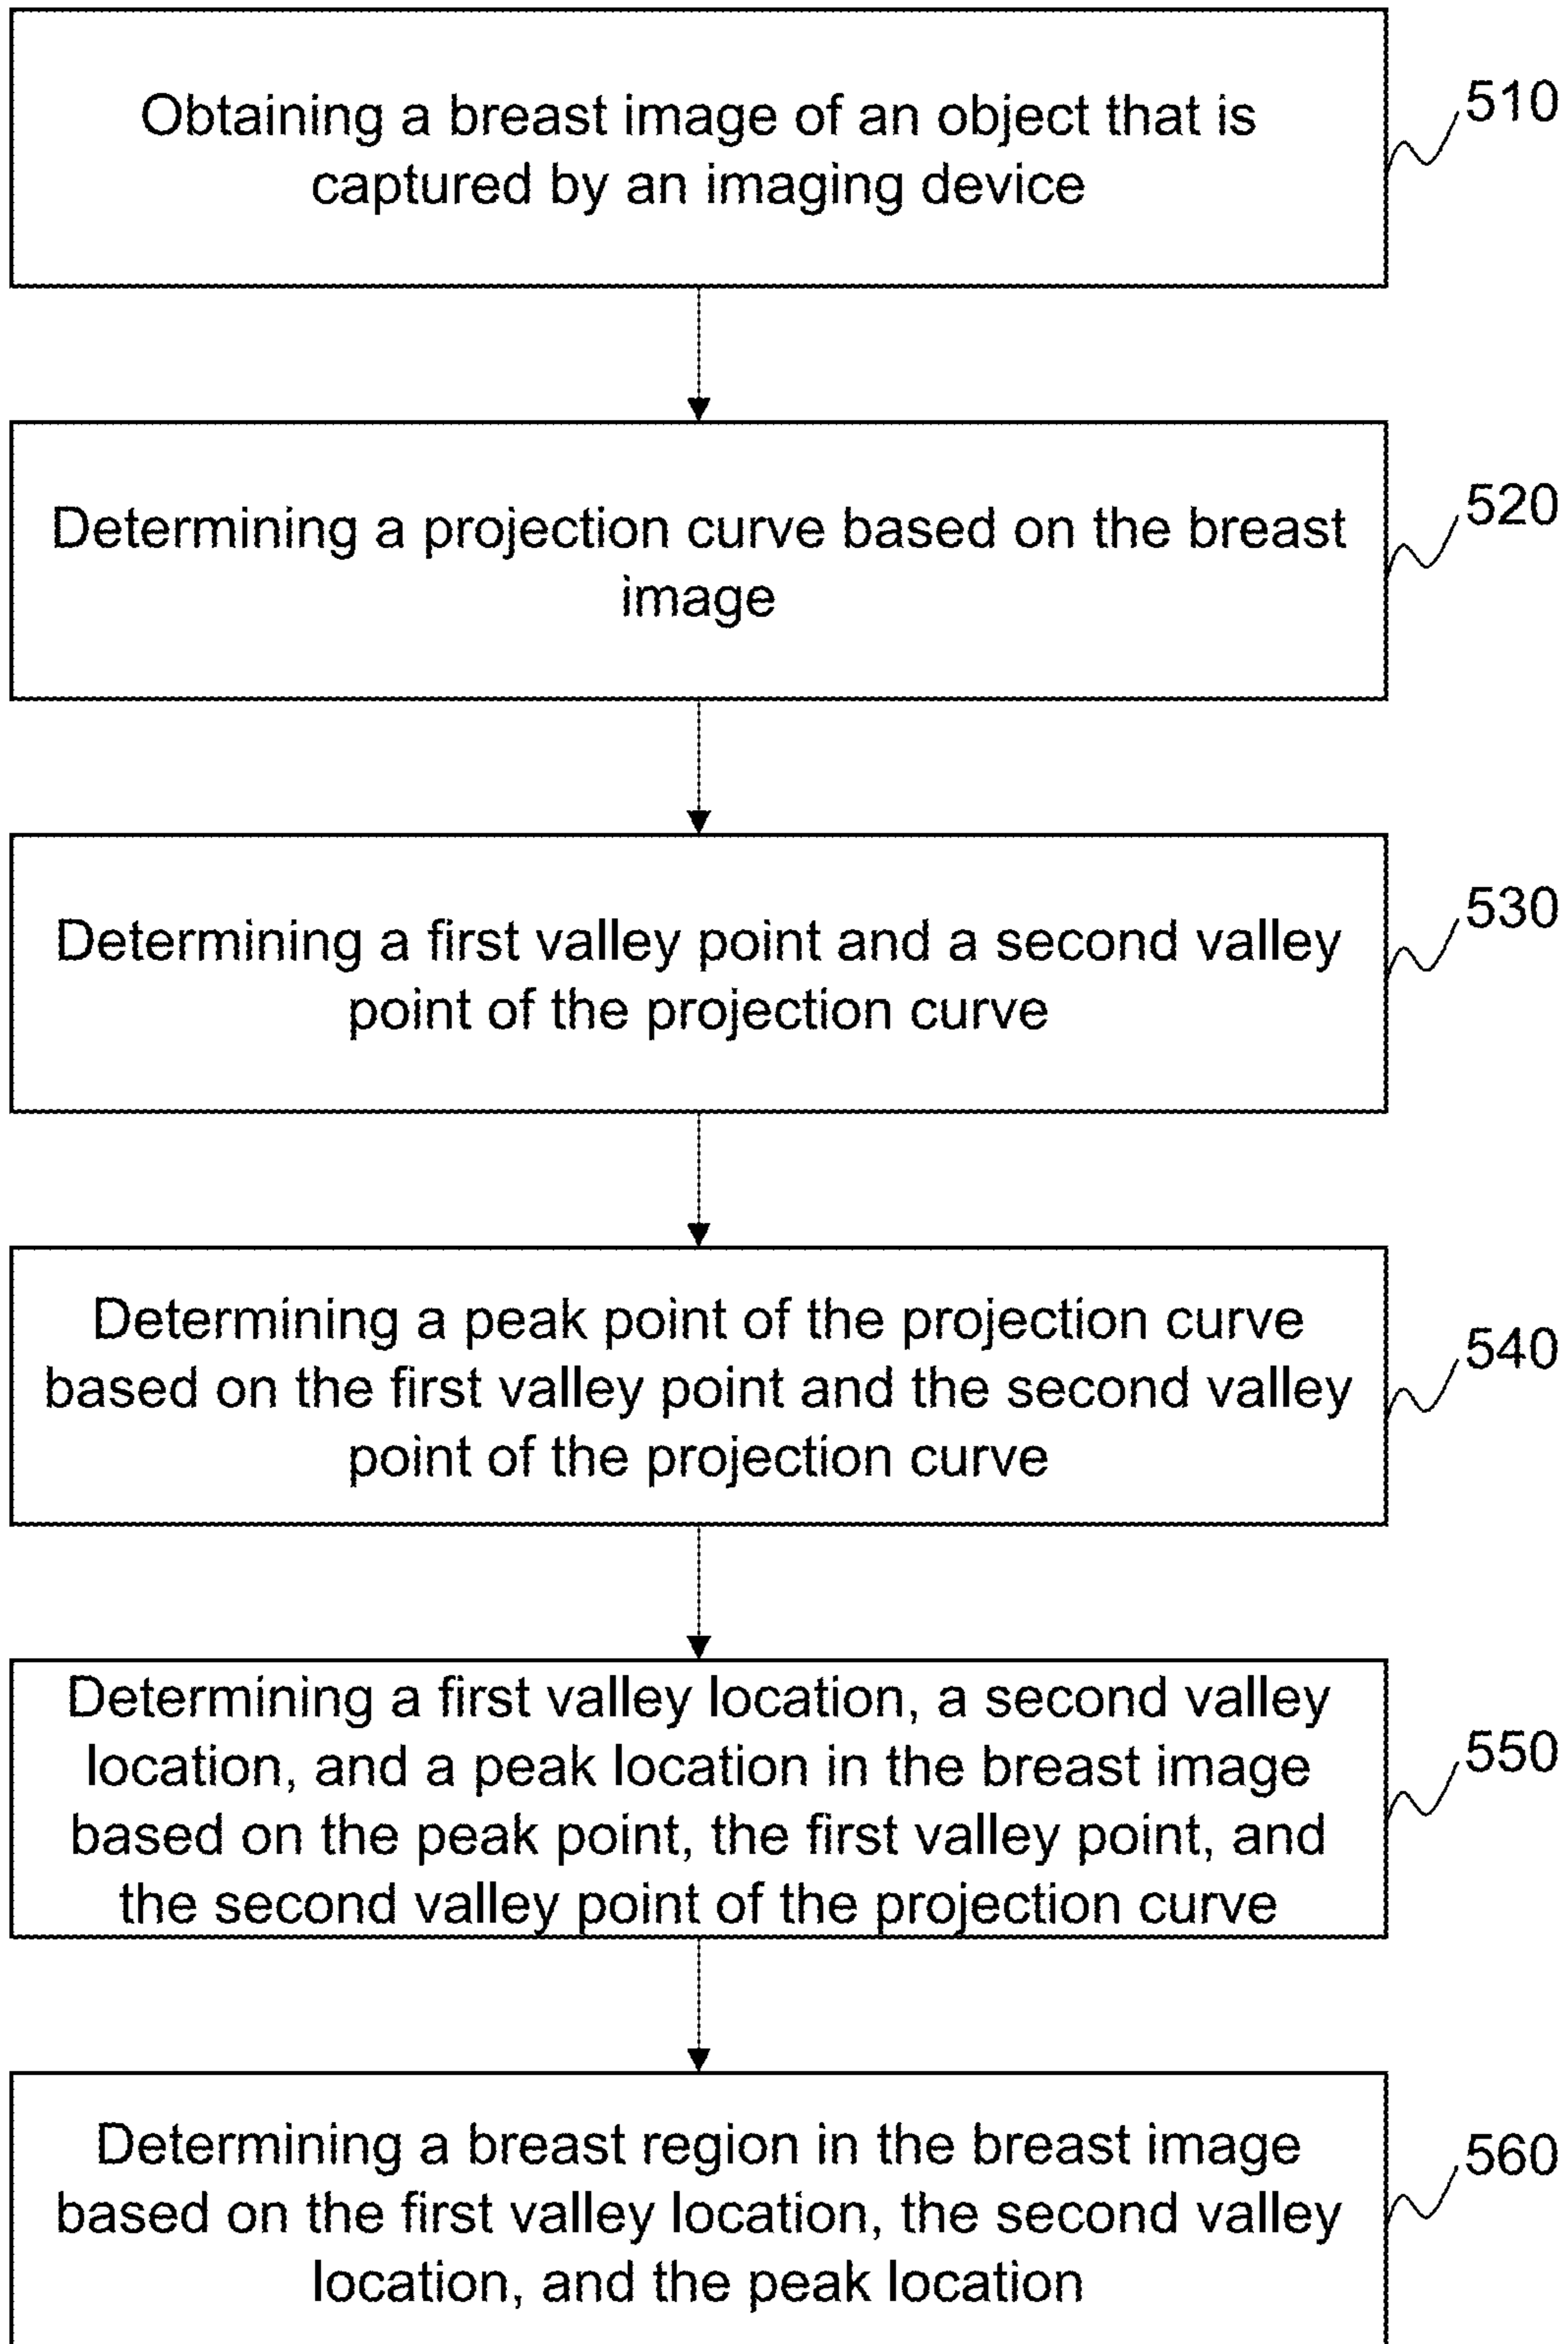 Obtaining a breast image of an object that is
captured by an imaging device
510
Determining a projection curve based on the breast
image
520
Determining a first valley point and a second valley
point of the projection curve
530
Determining a peak point of the projection curve
based on the first valley point and the second valley
point of the projection curve
540
Determining a first valley location, a second valley
location, and a peak location in the breast image
based on the peak point, the first valley point, and
the second valley point of the projection curve
550
Determining a breast region in the breast image
based on the first valley location, the second valley
location, and the peak location
560